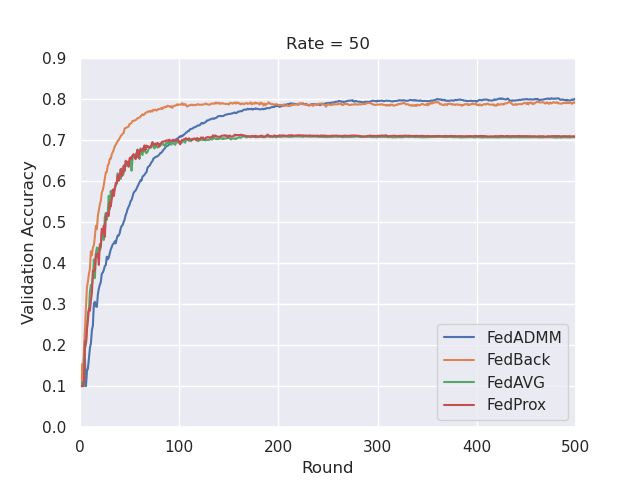 Rate = 50
Validation Accuracy
0.9
0.8
0.7
0.6
0.5
0.4
0.3
0.2
0.1
0.0
0 100 200 300 400 500
Round
FedADMM
FedBack
FedAVG
FedProx